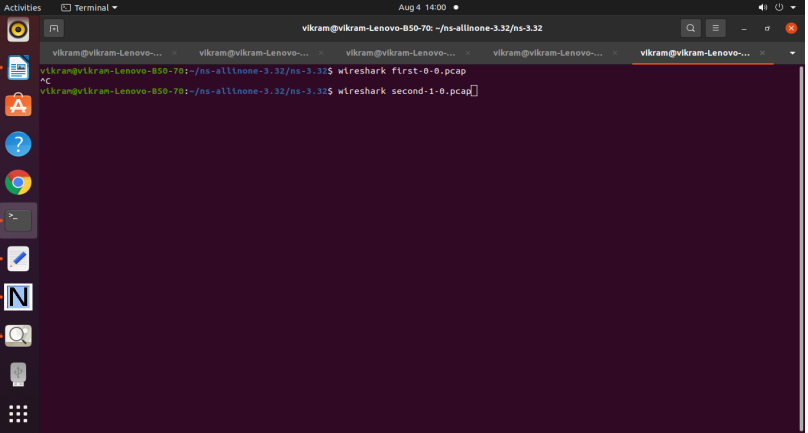 Activities Terminal Aug 4 14:00
vikram@vikram-Lenovo-B50-70: ~/ns-allinone-3.32/ns-3.32
vikram@vikram-Lenovo-... × vikram@vikram-Lenovo-... × vikram@vikram-Lenovo-... × vikram@vikram-Lenovo-... × vikram@vikram-Lenovo-... ×
vikram@vikram-Lenovo-B50-70:~/ns-allinone-3.32/ns-3.32$ wireshark first-0-0.pcap
^C
vikram@vikram-Lenovo-B50-70:~/ns-allinone-3.32/ns-3.32$ wireshark second-1-0.pcap